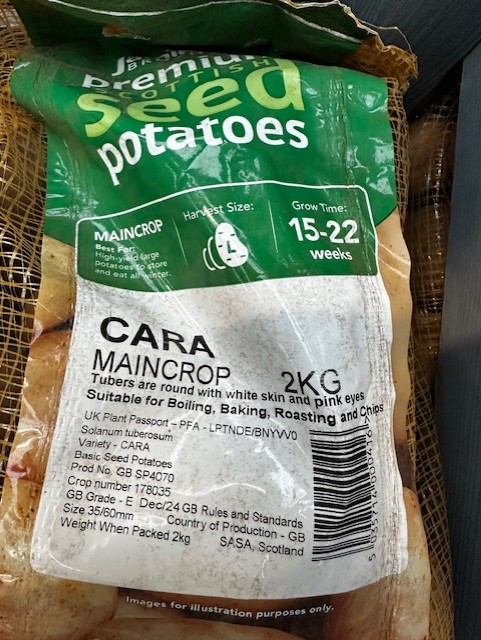 premium
SCOTTISH
seed
potatoes
MAINCROP
Best For:
High-yield large
potatoes to store
and eat all winter.
Harvest Size:
Grow Time:
15-22
weeks
CARA
MAINCROP 2KG
Tubers are round with white skin and pink eyes
Suitable for Boiling, Baking, Roasting and Chips
UK Plant Passport – PFA - LPTNDE/BNYVV0
Solanum tuberosum
Variety - CARA
Basic Seed Potatoes
Prod No. GB SP4070
Crop number 178035
GB Grade - E Dec/24 GB Rules and Standards
Size 35/60mm Country of Production - GB
Weight When Packed 2kg SASA, Scotland
Images for illustration purposes only.